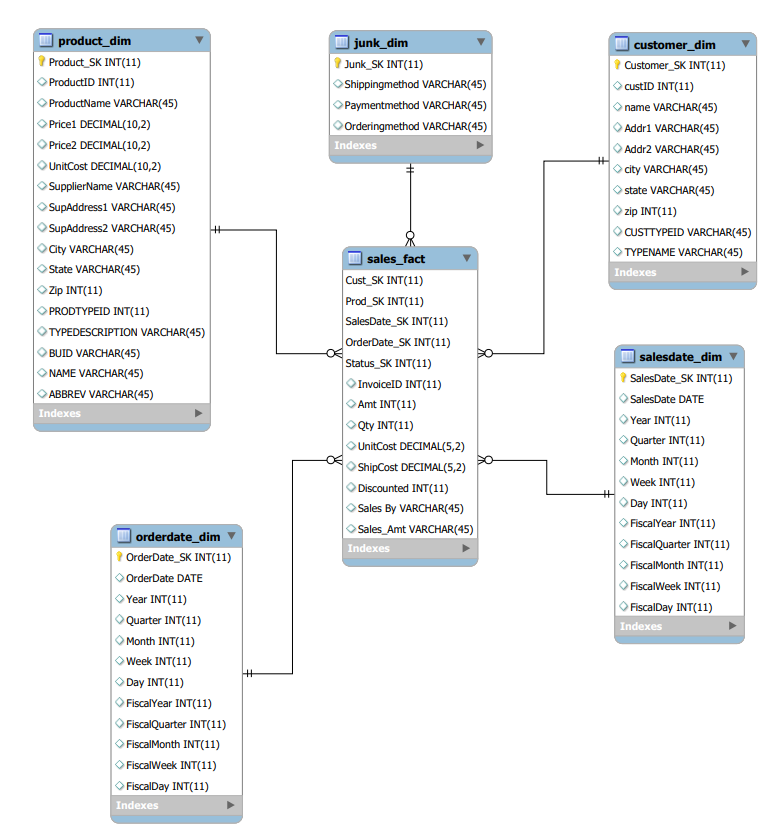 product_dim
Product_SK INT(11)
ProductID INT(11)
ProductName VARCHAR(45)
Price1 DECIMAL(10,2)
Price2 DECIMAL(10,2)
UnitCost DECIMAL(10,2)
SupplierName VARCHAR(45)
SupAddress1 VARCHAR(45)
SupAddress2 VARCHAR(45)
City VARCHAR(45)
State VARCHAR(45)
Zip INT(11)
PRODTYPEID INT(11)
TYPEDESCRIPTION VARCHAR(45)
BUID VARCHAR(45)
NAME VARCHAR(45)
ABBREV VARCHAR(45)
Indexes
junk_dim
Junk_SK INT(11)
Shippingmethod VARCHAR(45)
Paymentmethod VARCHAR(45)
Orderingmethod VARCHAR(45)
Indexes
customer_dim
Customer_SK INT(11)
custID INT(11)
name VARCHAR(45)
Addr1 VARCHAR(45)
Addr2 VARCHAR(45)
city VARCHAR(45)
state VARCHAR(45)
zip INT(11)
CUSTTYPEID VARCHAR(45)
TYPENAME VARCHAR(45)
Indexes
sales_fact
Cust_SK INT(11)
Prod_SK INT(11)
SalesDate_SK INT(11)
OrderDate_SK INT(11)
Status_SK INT(11)
InvoiceID INT(11)
Amt INT(11)
Qty INT(11)
UnitCost DECIMAL(5,2)
ShipCost DECIMAL(5,2)
Discounted INT(11)
Sales By VARCHAR(45)
Sales_Amt VARCHAR(45)
Indexes
salesdate_dim
SalesDate_SK INT(11)
SalesDate DATE
Year INT(11)
Quarter INT(11)
Month INT(11)
Week INT(11)
Day INT(11)
FiscalYear INT(11)
FiscalQuarter INT(11)
FiscalMonth INT(11)
FiscalWeek INT(11)
FiscalDay INT(11)
Indexes
orderdate_dim
OrderDate_SK INT(11)
OrderDate DATE
Year INT(11)
Quarter INT(11)
Month INT(11)
Week INT(11)
Day INT(11)
FiscalYear INT(11)
FiscalQuarter INT(11)
FiscalMonth INT(11)
FiscalWeek INT(11)
FiscalDay INT(11)
Indexes